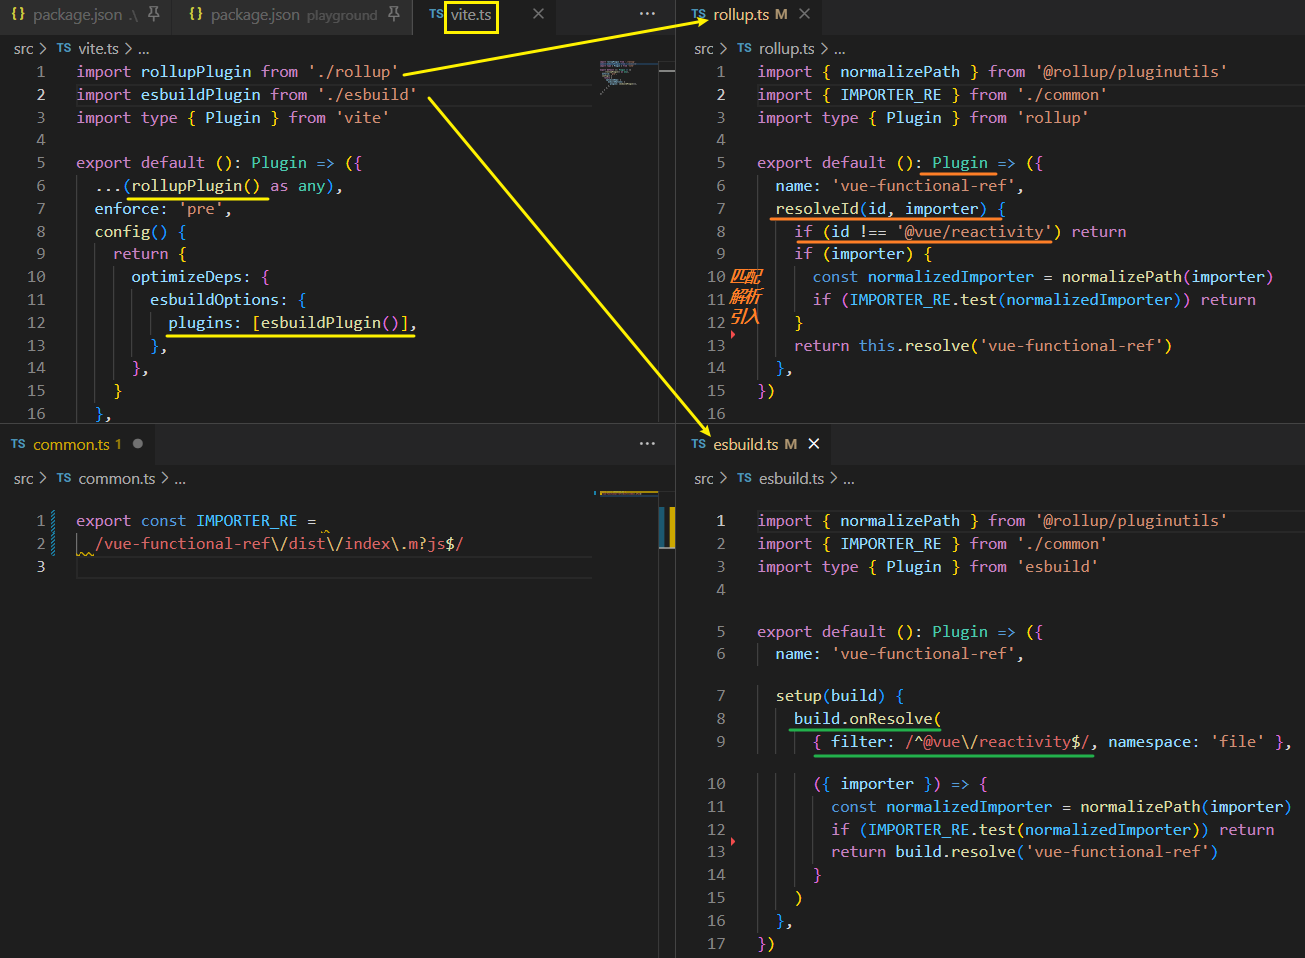 {} package.json .\
{} package.json playground
TS vite.ts
src > TS vite.ts > ...
1 import rollupPlugin from './rollup'
2 import esbuildPlugin from './esbuild'
3 import type { Plugin } from 'vite'
4
5 export default (): Plugin => ({
6 ...(rollupPlugin() as any),
7 enforce: 'pre',
8 config() {
9 return {
10 optimizeDeps: {
11 esbuildOptions: {
12 plugins: [esbuildPlugin()],
13 },
14 },
15 }
16 },
TS rollup.ts M
src > TS rollup.ts > ...
1 import { normalizePath } from '@rollup/pluginutils'
2 import { IMPORTER_RE } from './common'
3 import type { Plugin } from 'rollup'
4
5 export default (): Plugin => ({
6 name: 'vue-functional-ref',
7 resolveId(id, importer) {
8 if (id !== '@vue/reactivity') return
9 if (importer) {
10 const normalizedImporter = normalizePath(importer)
11 if (IMPORTER_RE.test(normalizedImporter)) return
12 }
13 return this.resolve('vue-functional-ref')
14 },
15 })
16
匹配
解析
引入
TS common.ts 1
src > TS common.ts > ...
1 export const IMPORTER_RE =
2 /vue-functional-ref\/dist\/index\.m?js$/
3
TS esbuild.ts M
src > TS esbuild.ts > ...
1 import { normalizePath } from '@rollup/pluginutils'
2 import { IMPORTER_RE } from './common'
3 import type { Plugin } from 'esbuild'
4
5 export default (): Plugin => ({
6 name: 'vue-functional-ref',
7 setup(build) {
8 build.onResolve(
9 { filter: /^@vue\/reactivity$/, namespace: 'file' },
10 ({ importer }) => {
11 const normalizedImporter = normalizePath(importer)
12 if (IMPORTER_RE.test(normalizedImporter)) return
13 return build.resolve('vue-functional-ref')
14 }
15 )
16 },
17 })